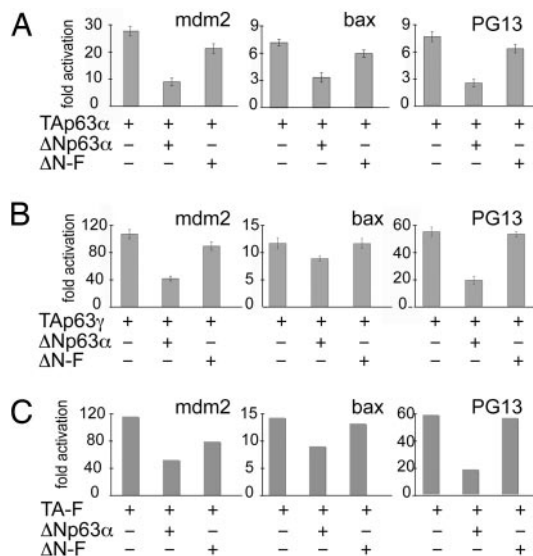 A
mdm2 bax PG13
fold activation
30 20 10 0
9 6 3 0
9 6 3 0
TAp63α + + + + + + + + +
ΔNp63α – + – – + – – + –
ΔN-F – – + – – + – – +
B
mdm2 bax PG13
fold activation
120 80 40 0
15 10 5 0
60 40 20 0
TAp63γ + + + + + + + + +
ΔNp63α – + – – + – – + –
ΔN-F – – + – – + – – +
C
mdm2 bax PG13
fold activation
120 80 40 0
15 10 5 0
60 40 20 0
TA-F + + + + + + + + +
ΔNp63α – + – – + – – + –
ΔN-F – – + – – + – – +